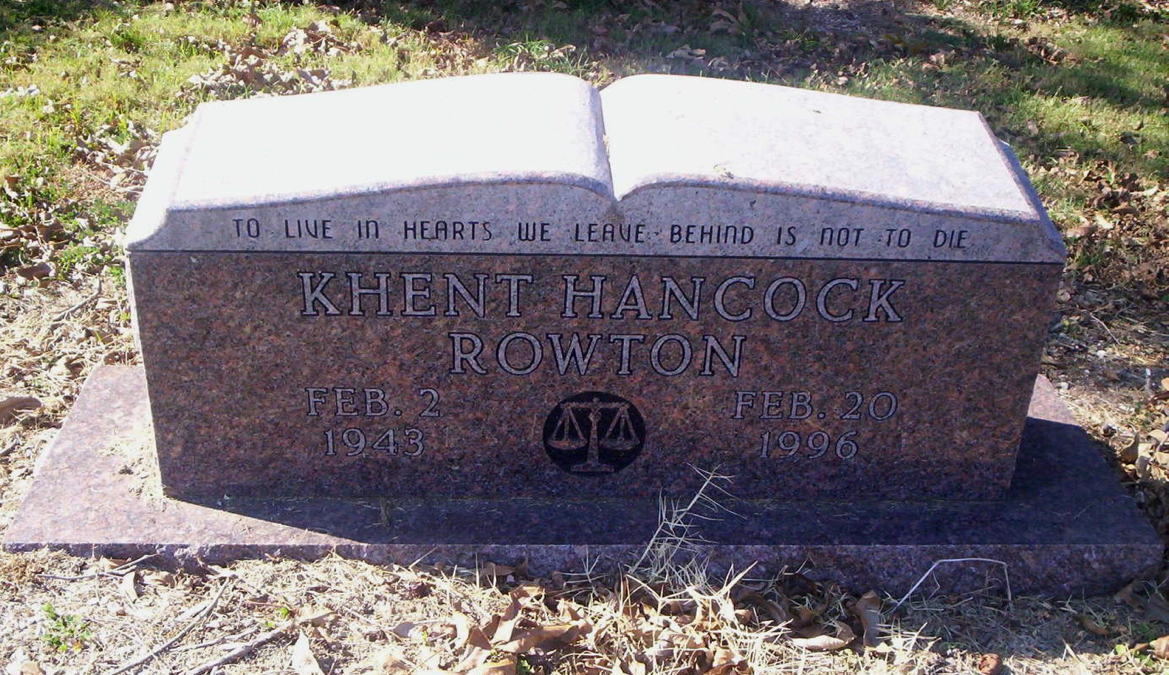 TO LIVE IN HEARTS WE LEAVE BEHIND IS NOT TO DIE
KHENT HANCOCK
ROWTON
FEB. 2
1943
FEB. 20
1996